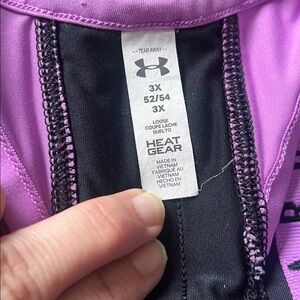 --TEAR AWAY--
3X
52/54
3X
LOOSE
COUPE LÂCHE
SUELTO
HEAT
GEAR
MADE IN
VIETNAM
FABRIQUÉ AU
VIETNAM
HECHO EN
VIETNAM